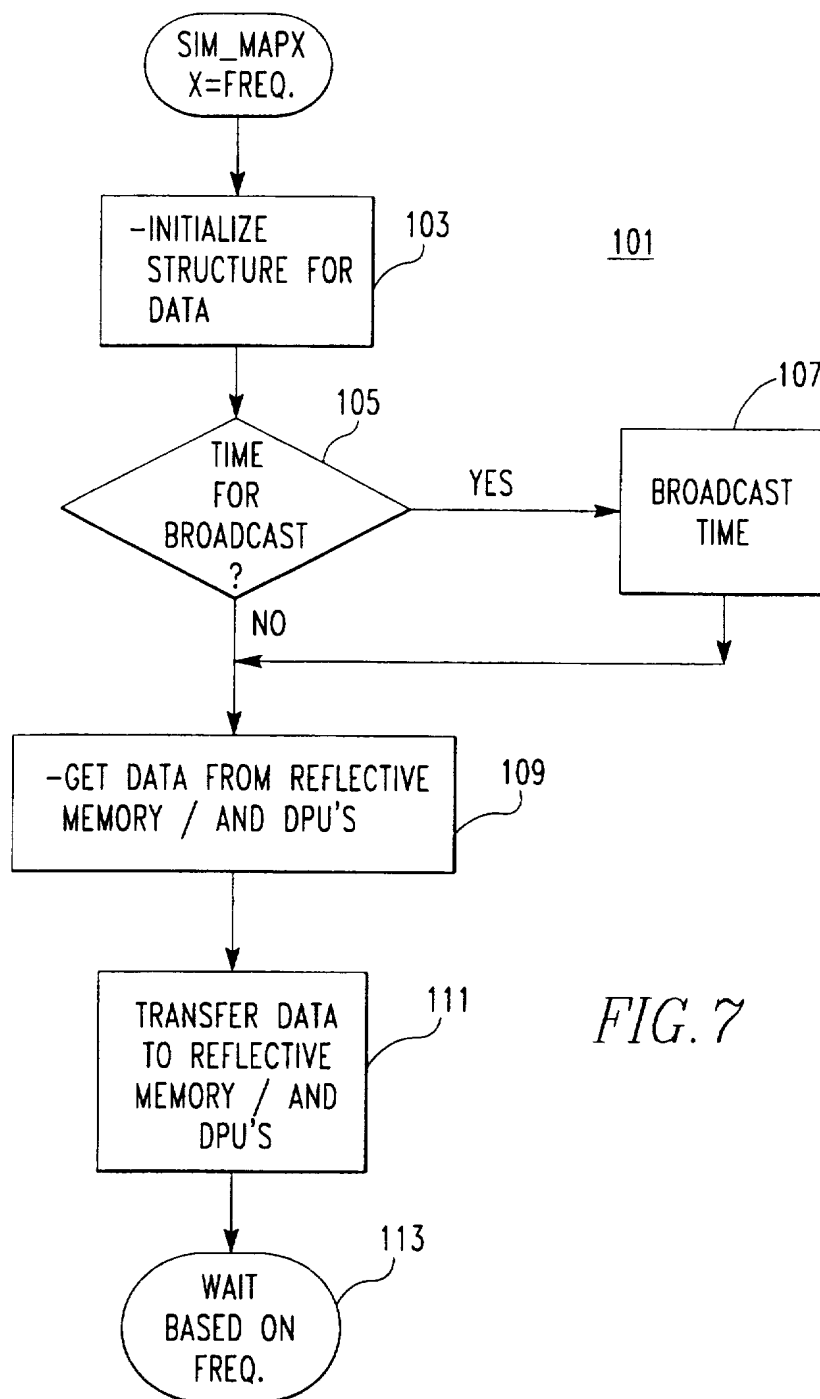 SIM_MAPX
X=FREQ.
-INITIALIZE
STRUCTURE FOR
DATA
103
101
107
105
TIME
FOR
BROADCAST
?
YES
BROADCAST
TIME
NO
-GET DATA FROM REFLECTIVE
MEMORY / AND DPU'S
109
TRANSFER DATA
TO REFLECTIVE
MEMORY / AND
DPU'S
111
FIG. 7
113
WAIT
BASED ON
FREQ.